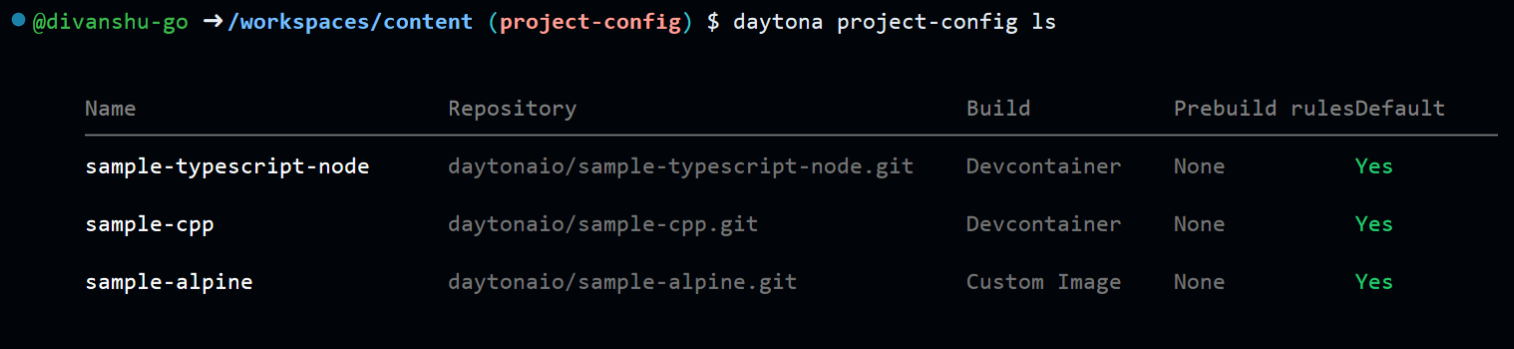 @divanshu-go ➜/workspaces/content (project-config) $ daytona project-config ls
Name Repository Build Prebuild rulesDefault
sample-typescript-node daytonaio/sample-typescript-node.git Devcontainer None Yes
sample-cpp daytonaio/sample-cpp.git Devcontainer None Yes
sample-alpine daytonaio/sample-alpine.git Custom Image None Yes